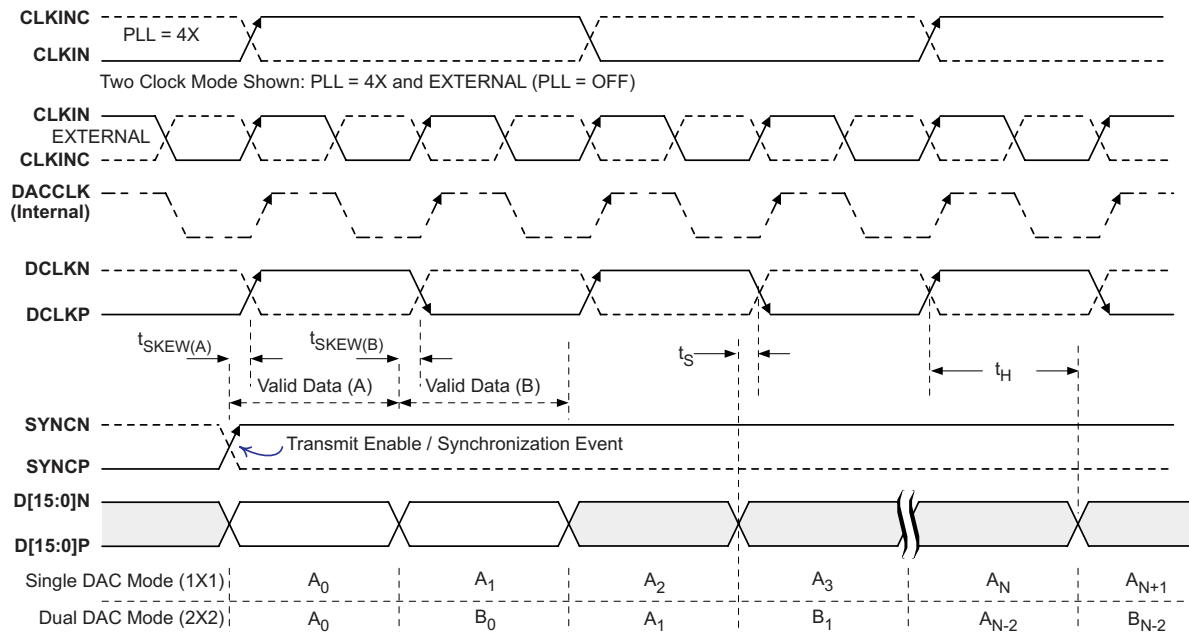 CLKINC
PLL = 4X
CLKIN
Two Clock Mode Shown: PLL = 4X and EXTERNAL (PLL = OFF)
CLKIN
EXTERNAL
CLKINC
DACCLK
(Internal)
DCLKN
DCLKP
tSKEW(A) tSKEW(B) tS tH
Valid Data (A) Valid Data (B)
SYNCN
Transmit Enable / Synchronization Event
SYNCP
D[15:0]N
D[15:0]P
Single DAC Mode (1X1) A0 A1 A2 A3 AN AN+1
Dual DAC Mode (2X2) A0 B0 A1 B1 AN-2 BN-2